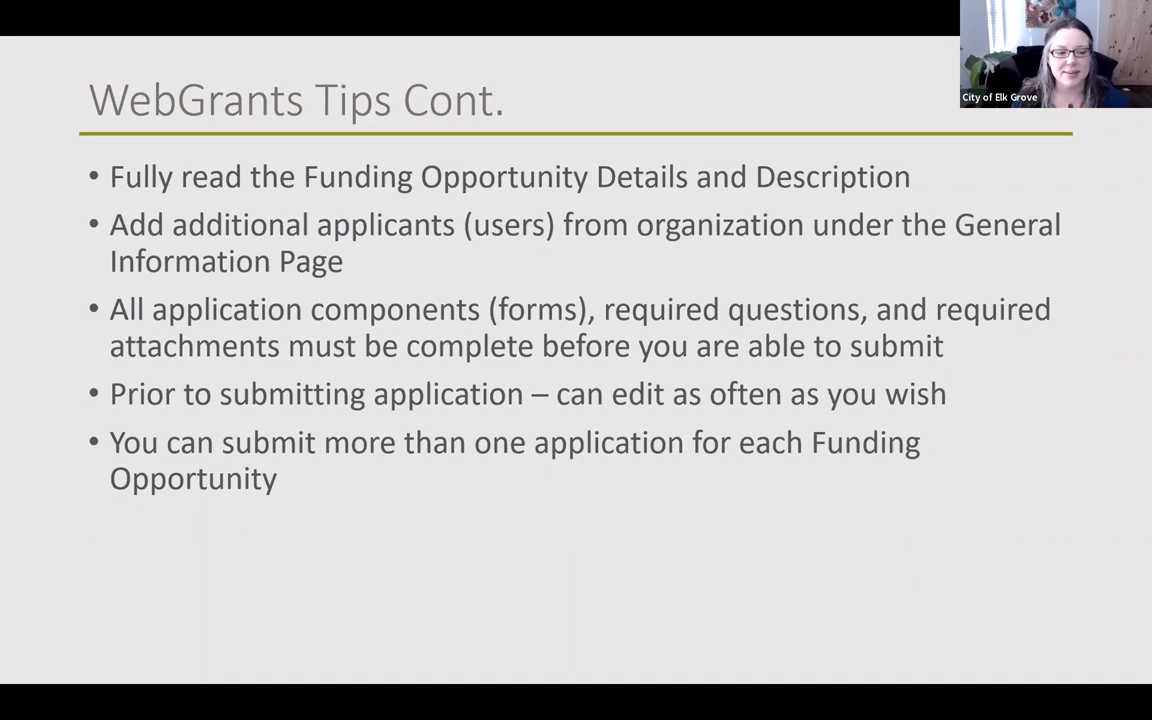 WebGrants Tips Cont.
City of Elk Grove
• Fully read the Funding Opportunity Details and Description
• Add additional applicants (users) from organization under the General
Information Page
• All application components (forms), required questions, and required
attachments must be complete before you are able to submit
• Prior to submitting application – can edit as often as you wish
• You can submit more than one application for each Funding
Opportunity